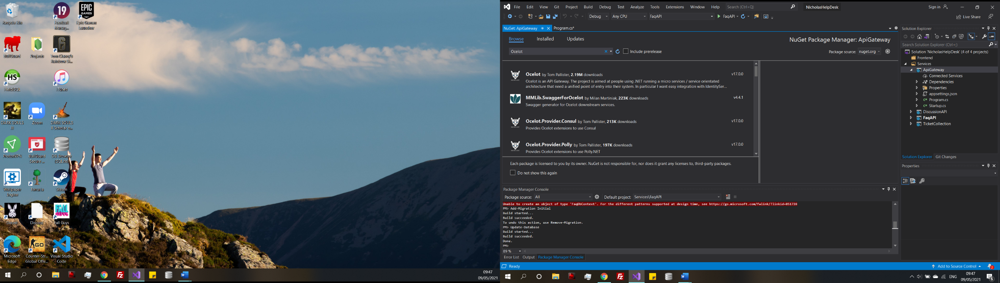 Recycle Bin
19
Football
Manag...
EPIC
GAMES
Epic Games
Launcher
BullGuard
Projects
6
Tom Clancy's
Rainbow Si...
HS
HeidiSQL
iTunes
DARK SOULS
III
Zoom
DARK SOULS
II Scholar o...
ProtonVPN
BullGuard
Secure ...
DB Browser
(SQLite)
Wallpaper
Engine
Terraria
Steam
Deceit
Discord
FALL
GUYS
Fall Guys
GO
Microsoft
Edge
Counter-Str...
Global Offe...
Visual Studio
Code
Fz
W
09:47
09/05/2021
File Edit View Git Project Build Debug Test Analyze Tools Extensions Window Help Search (Ctrl+Q) NicholasHelpDesk Sign in
Debug Any CPU FaqAPI FaqAPI Live Share
NuGet: ApiGateway Program.cs*
Browse Installed Updates NuGet Package Manager: ApiGateway
Ocelot Include prerelease Package source: nuget.org
Ocelot by Tom Pallister, 2.19M downloads v17.0.0
Ocelot is an API Gateway. The project is aimed at people using .NET running a micro services / service orientated
architecture that need a unified point of entry into their system. In particular I want easy integration with IdentitySer...
MMLib.SwaggerForOcelot by Milan Martiniak, 223K downloads v4.4.1
Swagger generator for Ocelot downstream services.
Ocelot.Provider.Consul by Tom Pallister, 213K downloads v17.0.0
Provides Ocelot extensions to use Consul
Ocelot.Provider.Polly by Tom Pallister, 197K downloads v17.0.0
Provides Ocelot extensions to use Polly.NET
Each package is licensed to you by its owner. NuGet is not responsible for, nor does it grant any licenses to, third-party packages.
Do not show this again
Package Manager Console
Package source: All Default project: Services\FaqAPI
Unable to create an object of type 'FaqDbContext'. For the different patterns supported at design time, see https://go.microsoft.com/fwlink/?linkid=851728
PM> Add-Migration Initial
Build started...
Build succeeded.
To undo this action, use Remove-Migration.
PM> Update-Database
Build started...
Build succeeded.
Done.
PM>
89 %
Error List Output Package Manager Console
Solution Explorer
Search Solution Explorer (Ctrl+;)
Solution 'NicholasHelpDesk' (4 of 4 projects)
Frontend
Services
ApiGateway
Connected Services
Dependencies
Properties
appsettings.json
C# Program.cs
C# Startup.cs
DiscussionAPI
FaqAPI
TicketCollection
Solution Explorer Git Changes
Properties
Ready Add to Source Control 2
Fz
W
ENG
09:47
09/05/2021
6